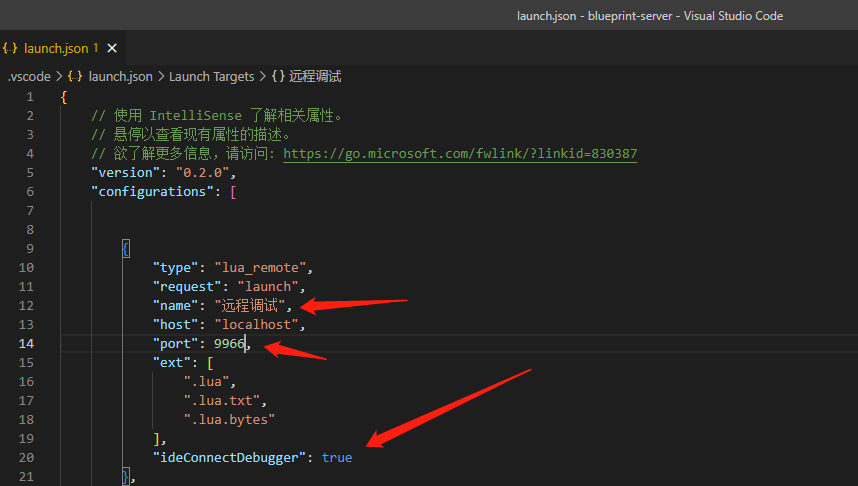 launch.json - blueprint-server - Visual Studio Code
{..} launch.json 1 ×
.vscode > {..} launch.json > Launch Targets > {} 远程调试
1 {
2 // 使用 IntelliSense 了解相关属性。
3 // 悬停以查看现有属性的描述。
4 // 欲了解更多信息，请访问: https://go.microsoft.com/fwlink/?linkid=830387
5 "version": "0.2.0",
6 "configurations": [
7
8
9 {
10 "type": "lua_remote",
11 "request": "launch",
12 "name": "远程调试",
13 "host": "localhost",
14 "port": 9966,
15 "ext": [
16 ".lua",
17 ".lua.txt",
18 ".lua.bytes"
19 ],
20 "ideConnectDebugger": true
21 },